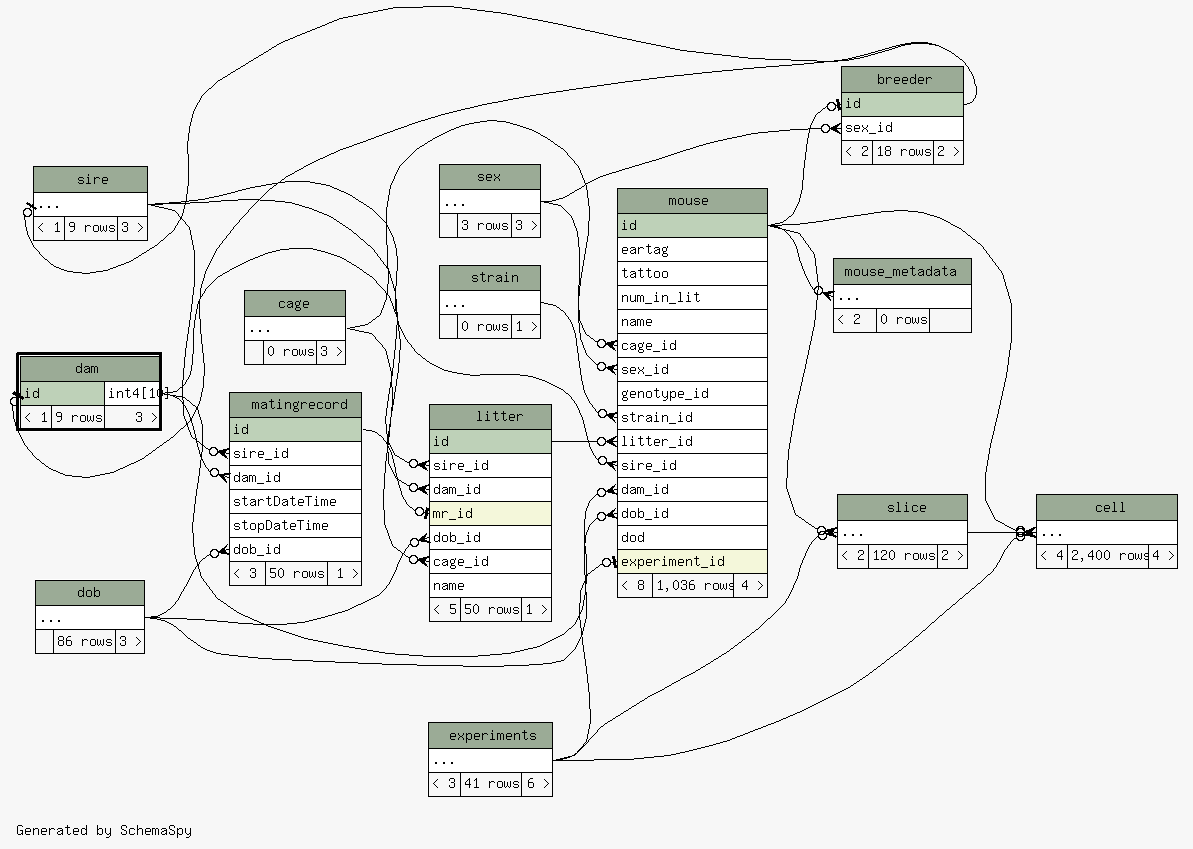 breeder
id
sex_id
< 2 18 rows 2 >
sire
...
< 1 9 rows 3 >
sex
...
3 rows 3 >
mouse
id
eartag
tattoo
num_in_lit
name
cage_id
sex_id
genotype_id
strain_id
litter_id
sire_id
dam_id
dob_id
dod
experiment_id
< 8 1,036 rows 4 >
strain
...
0 rows 1 >
mouse_metadata
...
< 2 0 rows
cage
...
0 rows 3 >
dam
id int4[10]
< 1 9 rows 3 >
matingrecord
id
sire_id
dam_id
startDateTime
stopDateTime
dob_id
< 3 50 rows 1 >
litter
id
sire_id
dam_id
mr_id
dob_id
cage_id
name
< 5 50 rows 1 >
slice
...
< 2 120 rows 2 >
cell
...
< 4 2,400 rows 4 >
dob
...
86 rows 3 >
experiments
...
< 3 41 rows 6 >
Generated by SchemaSpy